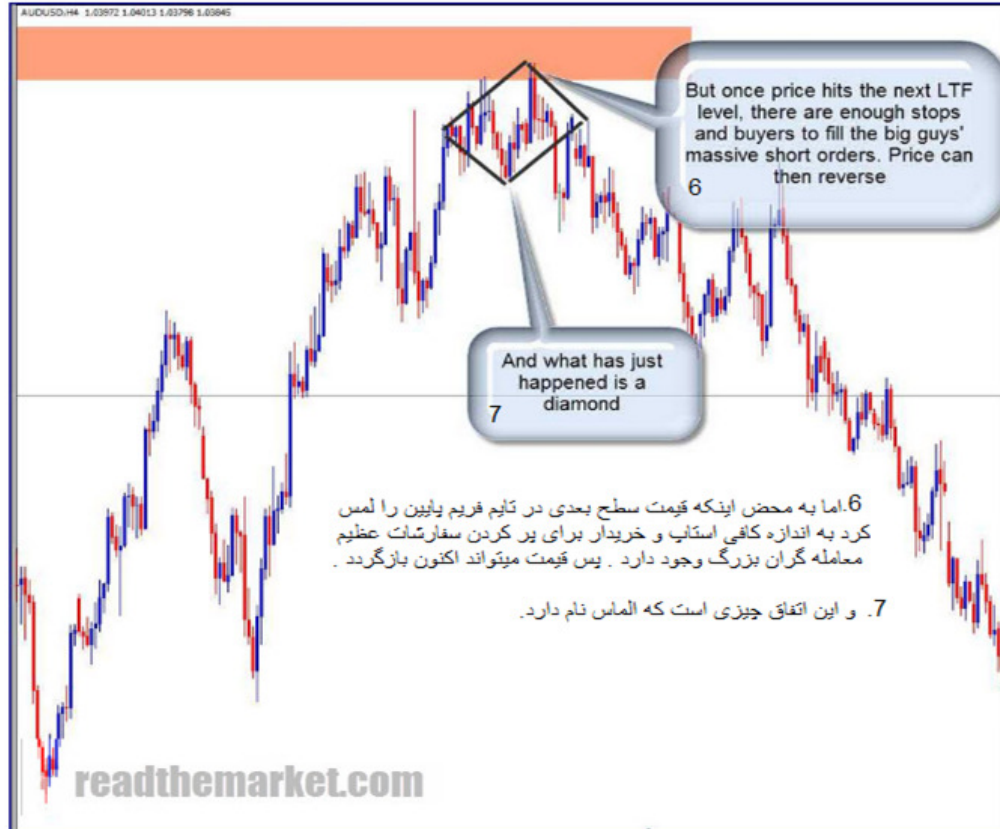 AUDUSD,H4 1.03972 1.04013 1.03798 1.03845
But once price hits the next LTF
level, there are enough stops
and buyers to fill the big guys'
massive short orders. Price can
then reverse
6
And what has just
happened is a
diamond
7
6.اما به محض اینکه قیمت سطح بعدی در تایم فریم پایین را لمس
کرد به اندازه کافی استاپ و خریدار برای پر کردن سفارشات عظیم
معامله گران بزرگ وجود دارد . پس قیمت میتواند اکنون بازگردد .
7. و این اتفاق چیزی است که الماس نام دارد.
readthemarket.com